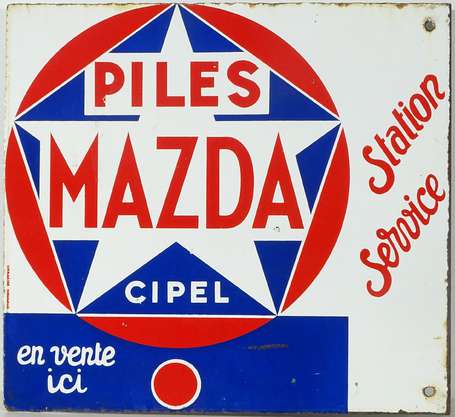 PILES
MAZDA
CIPEL
Station
Service
en vente
ici